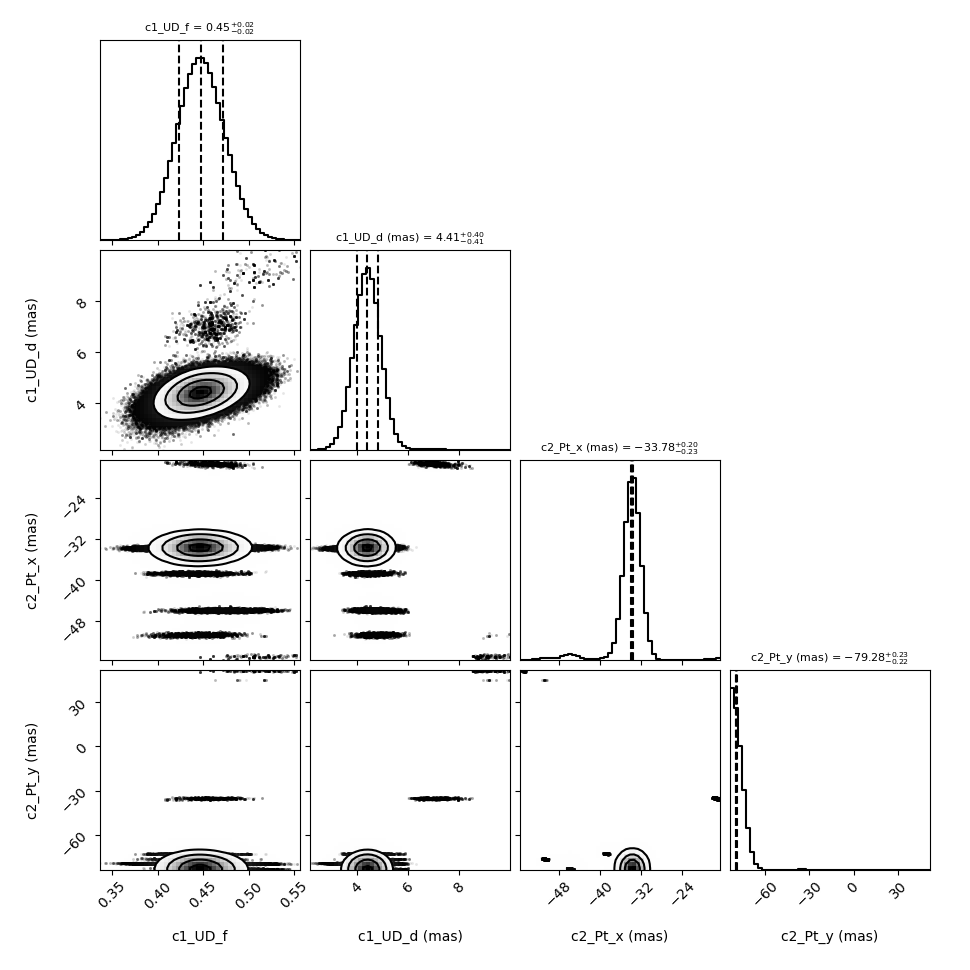 c1_UD_f = 0.45 +0.02 −0.02
c1_UD_d (mas) = 4.41 +0.40 −0.41
c1_UD_d (mas)
8
6
4
c2_Pt_x (mas) = −33.78 +0.20 −0.23
c2_Pt_x (mas)
−24
−32
−40
−48
c2_Pt_y (mas) = −79.28 +0.23 −0.22
c2_Pt_y (mas)
30
0
−30
−60
0.35 0.40 0.45 0.50 0.55 4 6 8 −48 −40 −32 −24 −60 −30 0 30
c1_UD_f c1_UD_d (mas) c2_Pt_x (mas) c2_Pt_y (mas)